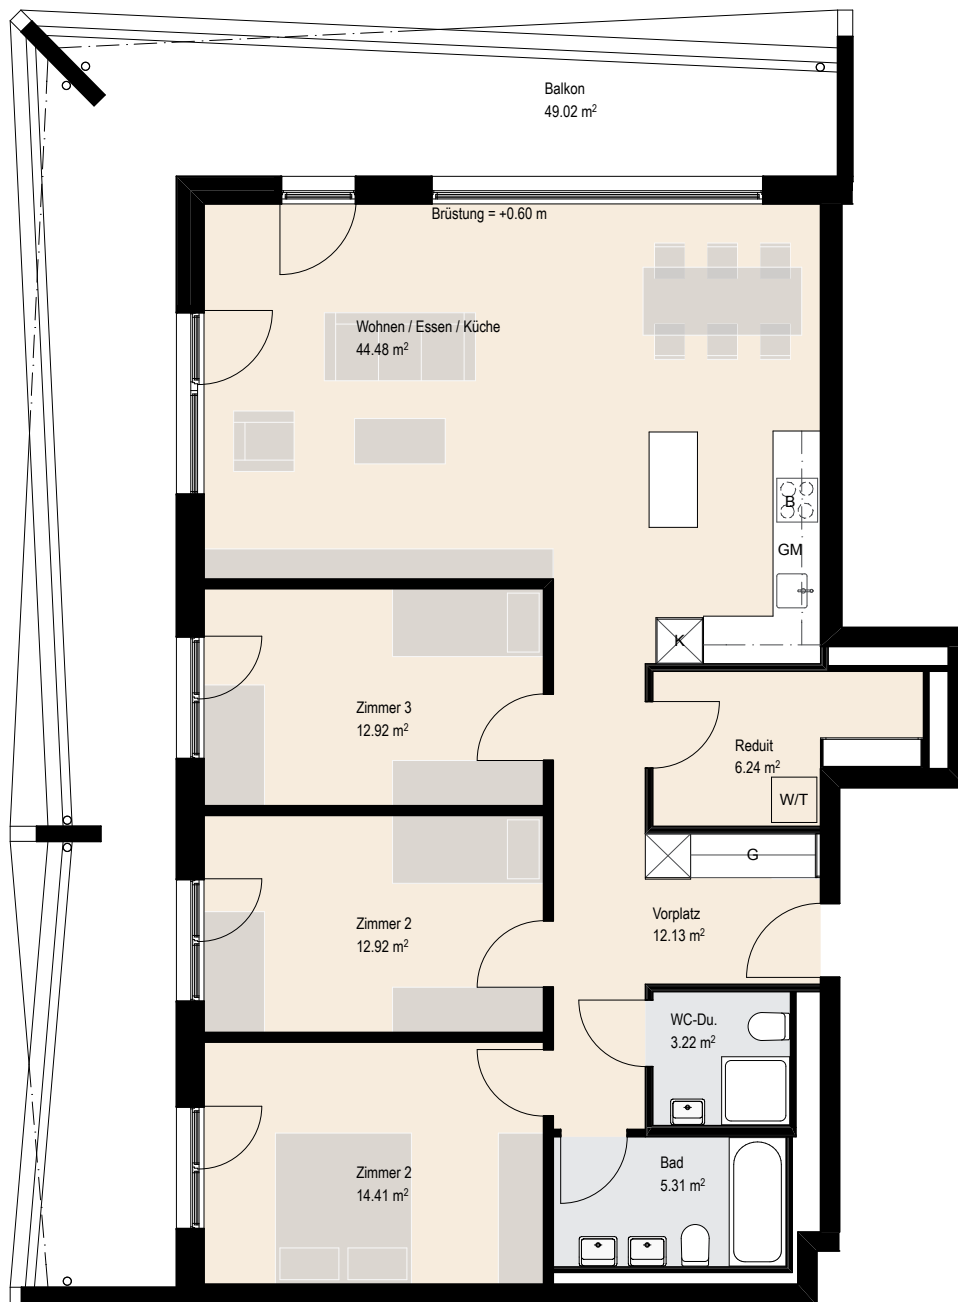 Balkon
49.02 m²
Brüstung = +0.60 m
Wohnen / Essen / Küche
44.48 m²
B
GM
K
Zimmer 3
12.92 m²
Reduit
6.24 m²
W/T
G
Zimmer 2
12.92 m²
Vorplatz
12.13 m²
WC-Du.
3.22 m²
Zimmer 2
14.41 m²
Bad
5.31 m²